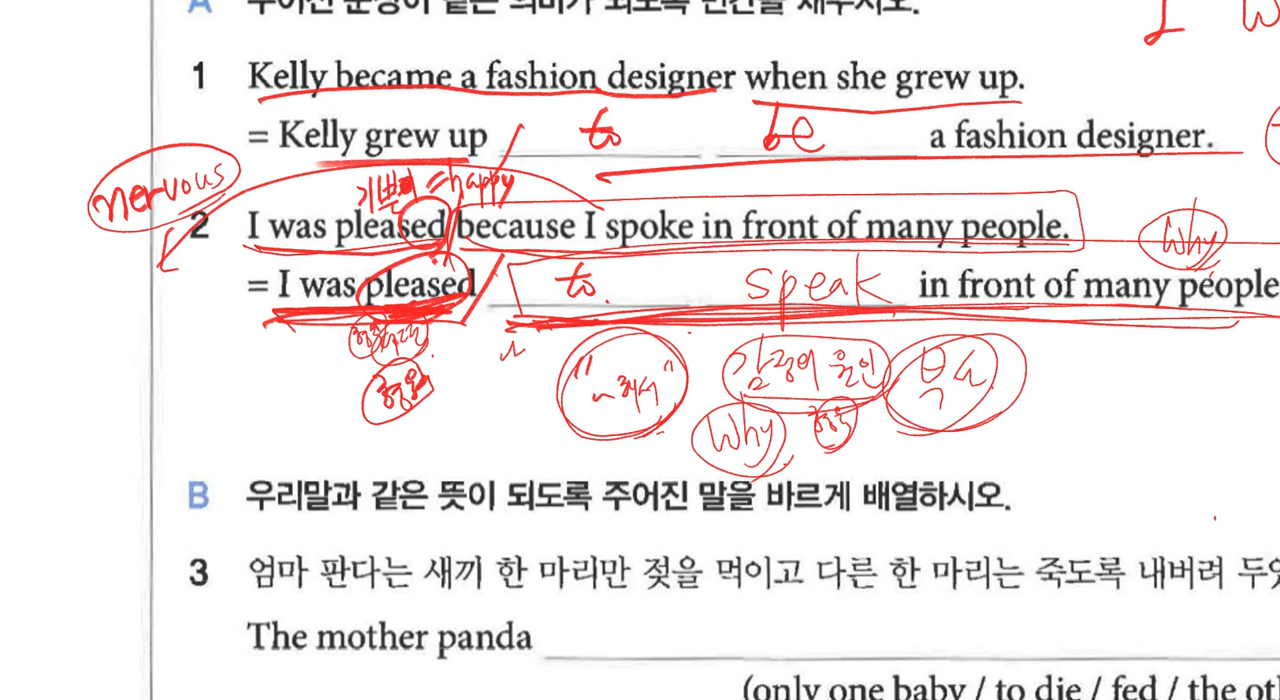 A 주어진 문장이 같은 의미가 되도록 빈칸을 채우시오.
I W
1 Kelly became a fashion designer when she grew up.
= Kelly grew up to be a fashion designer.
nervous
기쁜 = happy
2 I was pleased because I spoke in front of many people.
Why
= I was pleased to speak in front of many people
"~해서" 감정의 원인 부사
Why
B 우리말과 같은 뜻이 되도록 주어진 말을 바르게 배열하시오.
3 엄마 판다는 새끼 한 마리만 젖을 먹이고 다른 한 마리는 죽도록 내버려 두었
The mother panda
(only one baby / to die / fed / the oth